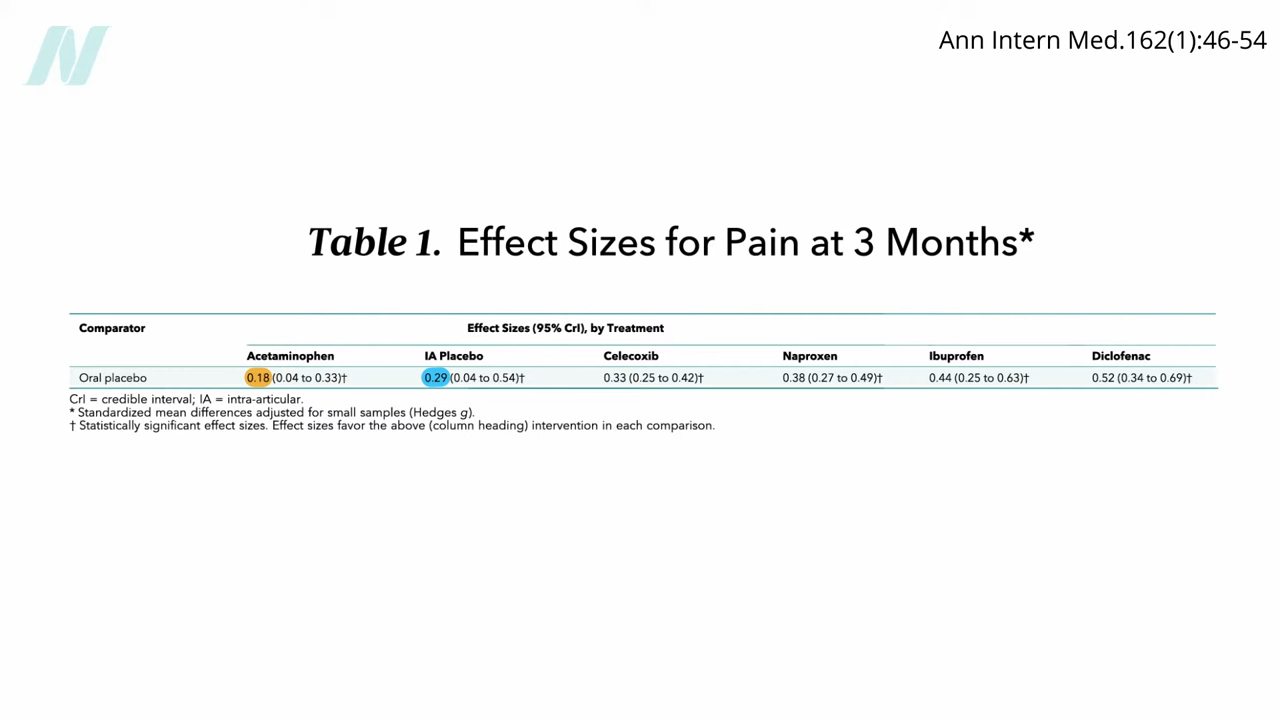 Ann Intern Med.162(1):46-54
Table 1. Effect Sizes for Pain at 3 Months*
Comparator Effect Sizes (95% CrI), by Treatment
Acetaminophen IA Placebo Celecoxib Naproxen Ibuprofen Diclofenac
Oral placebo 0.18 (0.04 to 0.33)† 0.29 (0.04 to 0.54)† 0.33 (0.25 to 0.42)† 0.38 (0.27 to 0.49)† 0.44 (0.25 to 0.63)† 0.52 (0.34 to 0.69)†
CrI = credible interval; IA = intra-articular.
* Standardized mean differences adjusted for small samples (Hedges g).
† Statistically significant effect sizes. Effect sizes favor the above (column heading) intervention in each comparison.